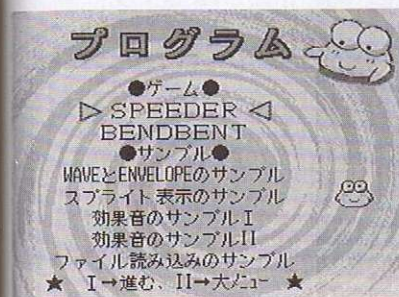 プログラム
●ゲーム●
▷ SPEEDER ◁
BENDBENT
●サンプル●
WAVEとENVELOPEのサンプル
スプライト表示のサンプル
効果音のサンプルI
効果音のサンプルII
ファイル読み込みのサンプル
★ I→進む、II→大メニュー ★